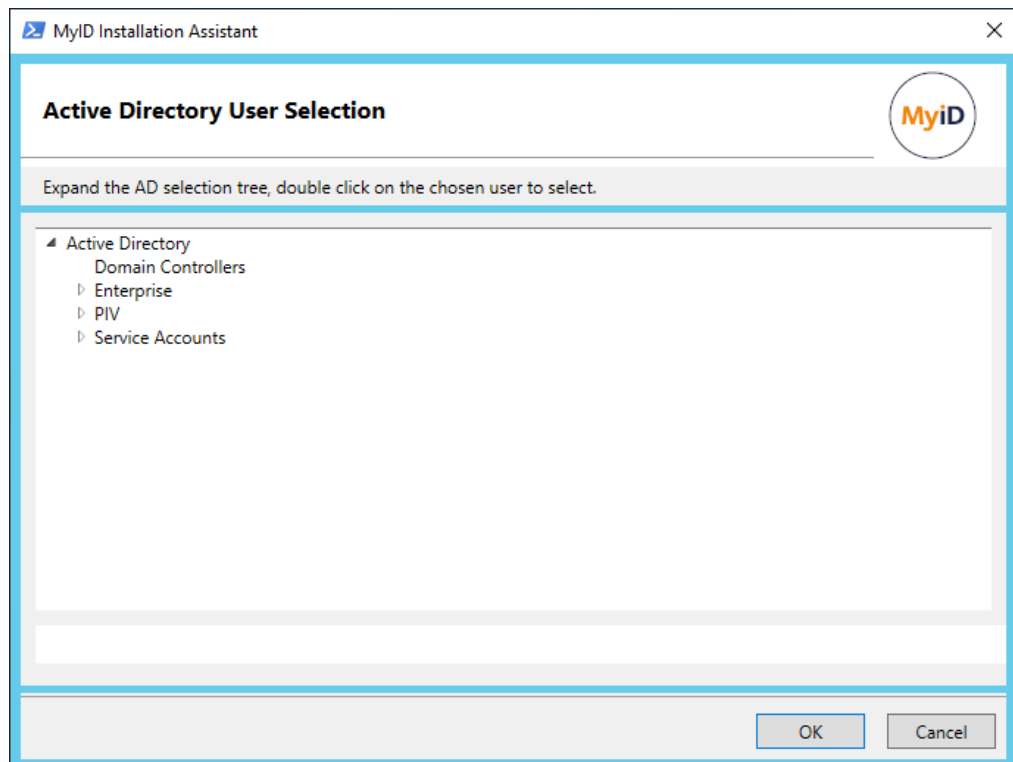 MyID Installation Assistant
Active Directory User Selection
MyiD
Expand the AD selection tree, double click on the chosen user to select.
Active Directory
Domain Controllers
Enterprise
PIV
Service Accounts
OK
Cancel